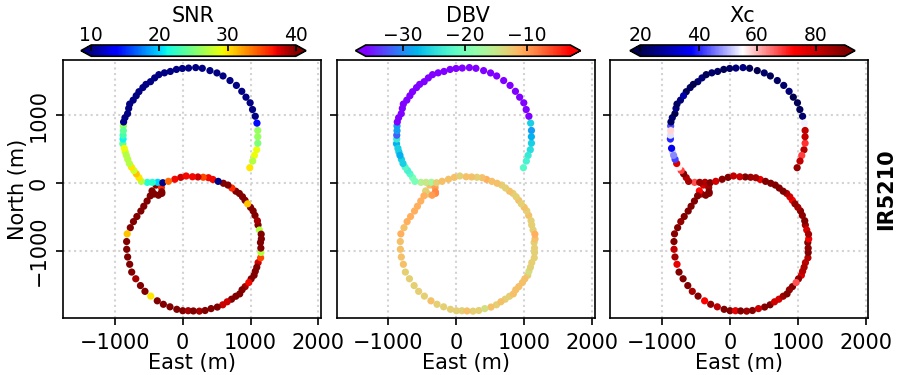 SNR DBV Xc
10 20 30 40 −30 −20 −10 20 40 60 80
North (m)
1000
0
−1000
IR5210
−1000 0 1000 2000 −1000 0 1000 2000 −1000 0 1000 2000
East (m) East (m) East (m)